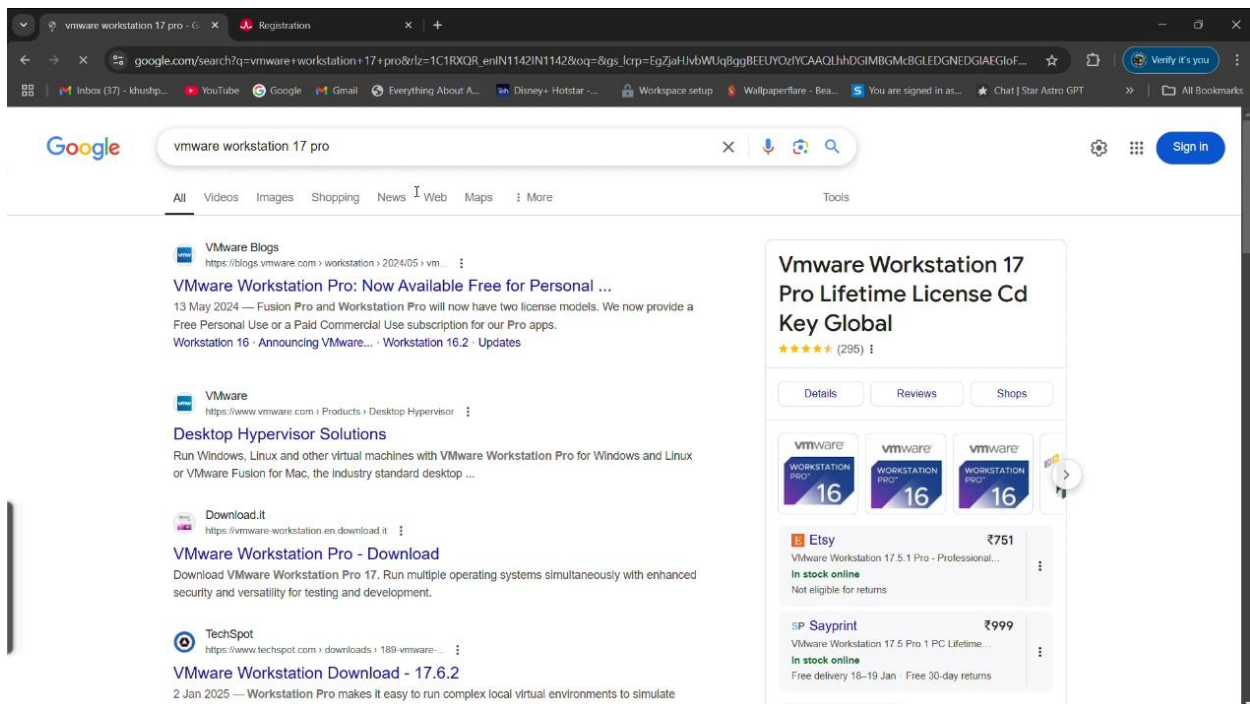 vmware workstation 17 pro - G
Registration
google.com/search?q=vmware+workstation+17+pro&rlz=1C1RXQR_enIN1142IN1142&oq=&gs_lcrp=EgZjaHJvbWUqBggBEEUYOzIYCAAQLhhDGIMBGMcBGLEDGNEDGIAEGIoF...
Verify it's you
Inbox (37) - khushp...
YouTube
Google
Gmail
Everything About A...
Disney+ Hotstar -...
Workspace setup
Wallpaperflare - Bea...
You are signed in as...
Chat | Star Astro GPT
All Bookmarks
Google
vmware workstation 17 pro
Sign in
All Videos Images Shopping News Web Maps More Tools
VMware Blogs
https://blogs.vmware.com › workstation › 2024/05 › vm...
VMware Workstation Pro: Now Available Free for Personal ...
13 May 2024 — Fusion Pro and Workstation Pro will now have two license models. We now provide a
Free Personal Use or a Paid Commercial Use subscription for our Pro apps.
Workstation 16 · Announcing VMware... · Workstation 16.2 · Updates
VMware
https://www.vmware.com › Products › Desktop Hypervisor
Desktop Hypervisor Solutions
Run Windows, Linux and other virtual machines with VMware Workstation Pro for Windows and Linux
or VMware Fusion for Mac, the industry standard desktop ...
Download.it
https://vmware-workstation.en.download.it
VMware Workstation Pro - Download
Download VMware Workstation Pro 17. Run multiple operating systems simultaneously with enhanced
security and versatility for testing and development.
TechSpot
https://www.techspot.com › downloads › 189-vmware-...
VMware Workstation Download - 17.6.2
2 Jan 2025 — Workstation Pro makes it easy to run complex local virtual environments to simulate
Vmware Workstation 17
Pro Lifetime License Cd
Key Global
(295)
Details
Reviews
Shops
vmware
WORKSTATION
PRO
16
vmware
WORKSTATION
PRO
16
vmware
WORKSTATION
PRO
16
Etsy ₹751
VMware Workstation 17.5.1 Pro - Professional...
In stock online
Not eligible for returns
SP Sayprint ₹999
VMware Workstation 17.5 Pro 1 PC Lifetime...
In stock online
Free delivery 18–19 Jan · Free 30-day returns